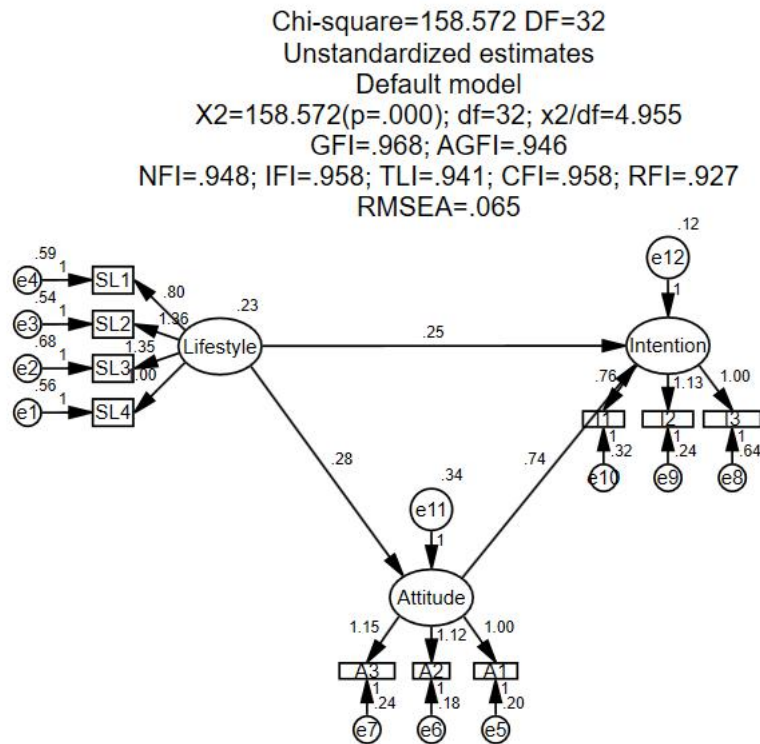 Chi-square=158.572 DF=32
Unstandardized estimates
Default model
X2=158.572(p=.000); df=32; x2/df=4.955
GFI=.968; AGFI=.946
NFI=.948; IFI=.958; TLI=.941; CFI=.958; RFI=.927
RMSEA=.065
.12
e12
1
.59
e4
1
SL1
.80
.54
e3
1
SL2
1.36
.23
Lifestyle
.25
Intention
.68
e2
1
SL3
1.35
.56
e1
1
SL4
1.00
.76
1.13
1.00
I1
I2
I3
1
.32
1
.24
1
.64
e10
e9
e8
.28
.74
.34
e11
1
Attitude
1.15
1.12
1.00
A3
A2
A1
1
.24
1
.18
1
.20
e7
e6
e5